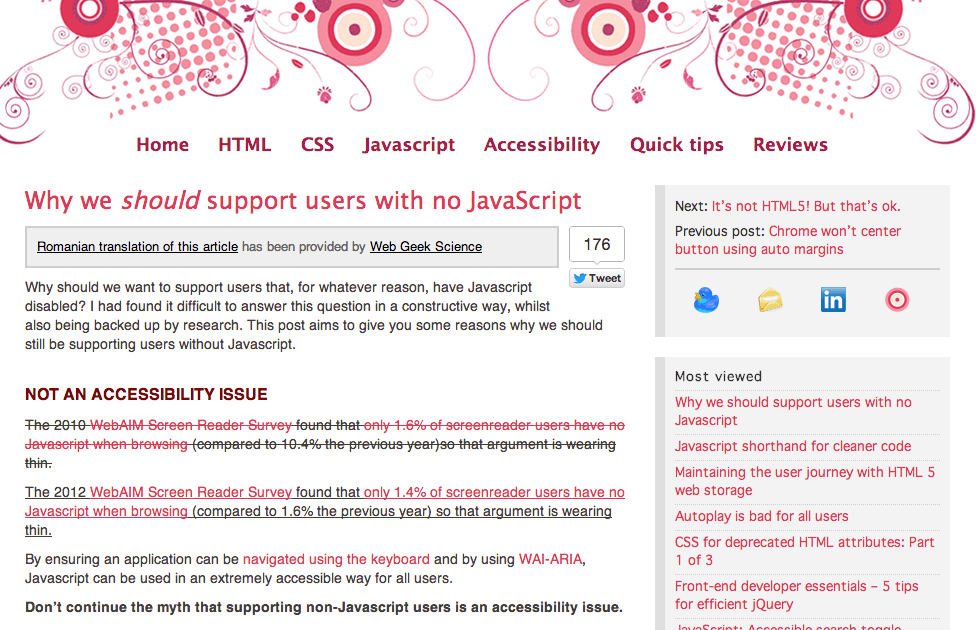 Home HTML CSS Javascript Accessibility Quick tips Reviews
Why we should support users with no JavaScript
Romanian translation of this article has been provided by Web Geek Science
176
Tweet
Why should we want to support users that, for whatever reason, have Javascript
disabled? I had found it difficult to answer this question in a constructive way, whilst
also being backed up by research. This post aims to give you some reasons why we should
still be supporting users without Javascript.
NOT AN ACCESSIBILITY ISSUE
The 2010 WebAIM Screen Reader Survey found that only 1.6% of screenreader users have no
Javascript when browsing (compared to 10.4% the previous year)so that argument is wearing
thin.
The 2012 WebAIM Screen Reader Survey found that only 1.4% of screenreader users have no
Javascript when browsing (compared to 1.6% the previous year) so that argument is wearing
thin.
By ensuring an application can be navigated using the keyboard and by using WAI-ARIA,
Javascript can be used in an extremely accessible way for all users.
Don't continue the myth that supporting non-Javascript users is an accessibility issue.
Next: It's not HTML5! But that's ok.
Previous post: Chrome won't center
button using auto margins
in
Most viewed
Why we should support users with no
Javascript
Javascript shorthand for cleaner code
Maintaining the user journey with HTML 5
web storage
Autoplay is bad for all users
CSS for deprecated HTML attributes: Part
1 of 3
Front-end developer essentials – 5 tips
for efficient jQuery
JavaScript: Accessible search toggle